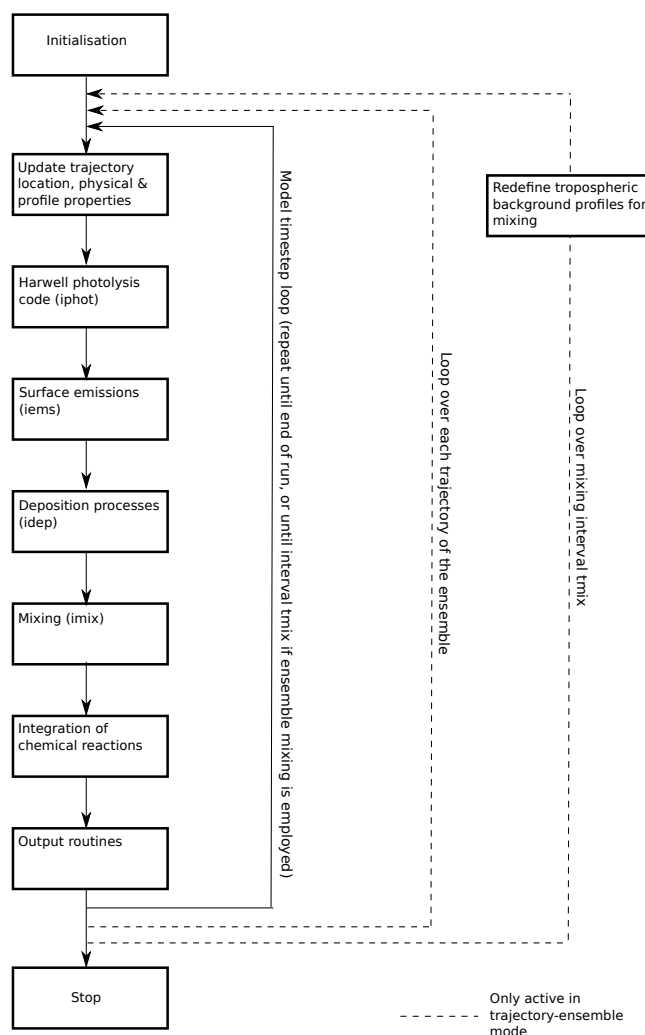 Initialisation
Update trajectory
location, physical &
profile properties
Redefine tropospheric
background profiles for
mixing
Harwell photolysis
code (iphot)
Surface emissions
(iems)
Deposition processes
(idep)
Mixing (imix)
Integration of
chemical reactions
Output routines
Stop
Model timestep loop (repeat until end of run, or until interval tmix if ensemble mixing is employed)
Loop over each trajectory of the ensemble
Loop over mixing interval tmix
Only active in
trajectory-ensemble
mode